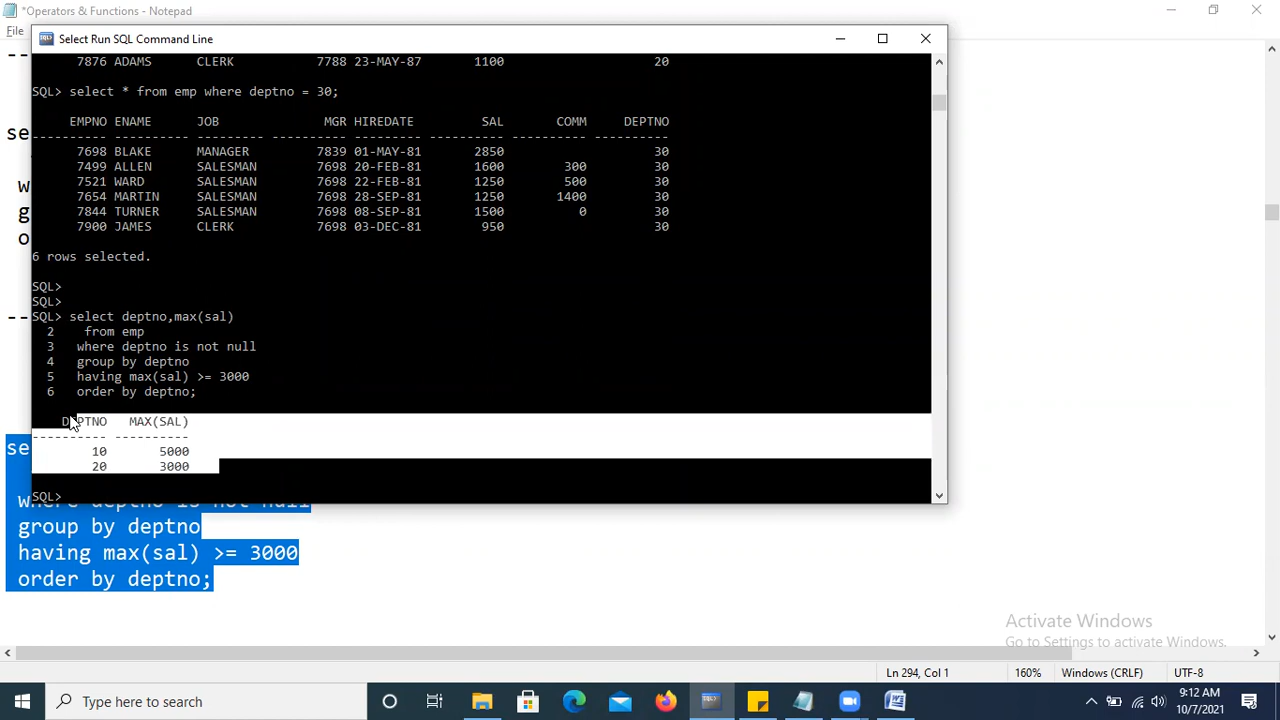 *Operators & Functions - Notepad
File
Select Run SQL Command Line
7876 ADAMS CLERK 7788 23-MAY-87 1100 20
SQL> select * from emp where deptno = 30;
EMPNO ENAME JOB MGR HIREDATE SAL COMM DEPTNO
---------- ---------- --------- ---------- --------- ---------- ---------- ----------
7698 BLAKE MANAGER 7839 01-MAY-81 2850 30
7499 ALLEN SALESMAN 7698 20-FEB-81 1600 300 30
7521 WARD SALESMAN 7698 22-FEB-81 1250 500 30
7654 MARTIN SALESMAN 7698 28-SEP-81 1250 1400 30
7844 TURNER SALESMAN 7698 08-SEP-81 1500 0 30
7900 JAMES CLERK 7698 03-DEC-81 950 30
6 rows selected.
SQL>
SQL>
SQL> select deptno,max(sal)
2 from emp
3 where deptno is not null
4 group by deptno
5 having max(sal) >= 3000
6 order by deptno;
DEPTNO MAX(SAL)
---------- ----------
10 5000
20 3000
SQL>
where deptno is not null
group by deptno
having max(sal) >= 3000
order by deptno;
Activate Windows
Go to Settings to activate Windows.
Ln 294, Col 1 160% Windows (CRLF) UTF-8
Type here to search
9:12 AM
10/7/2021